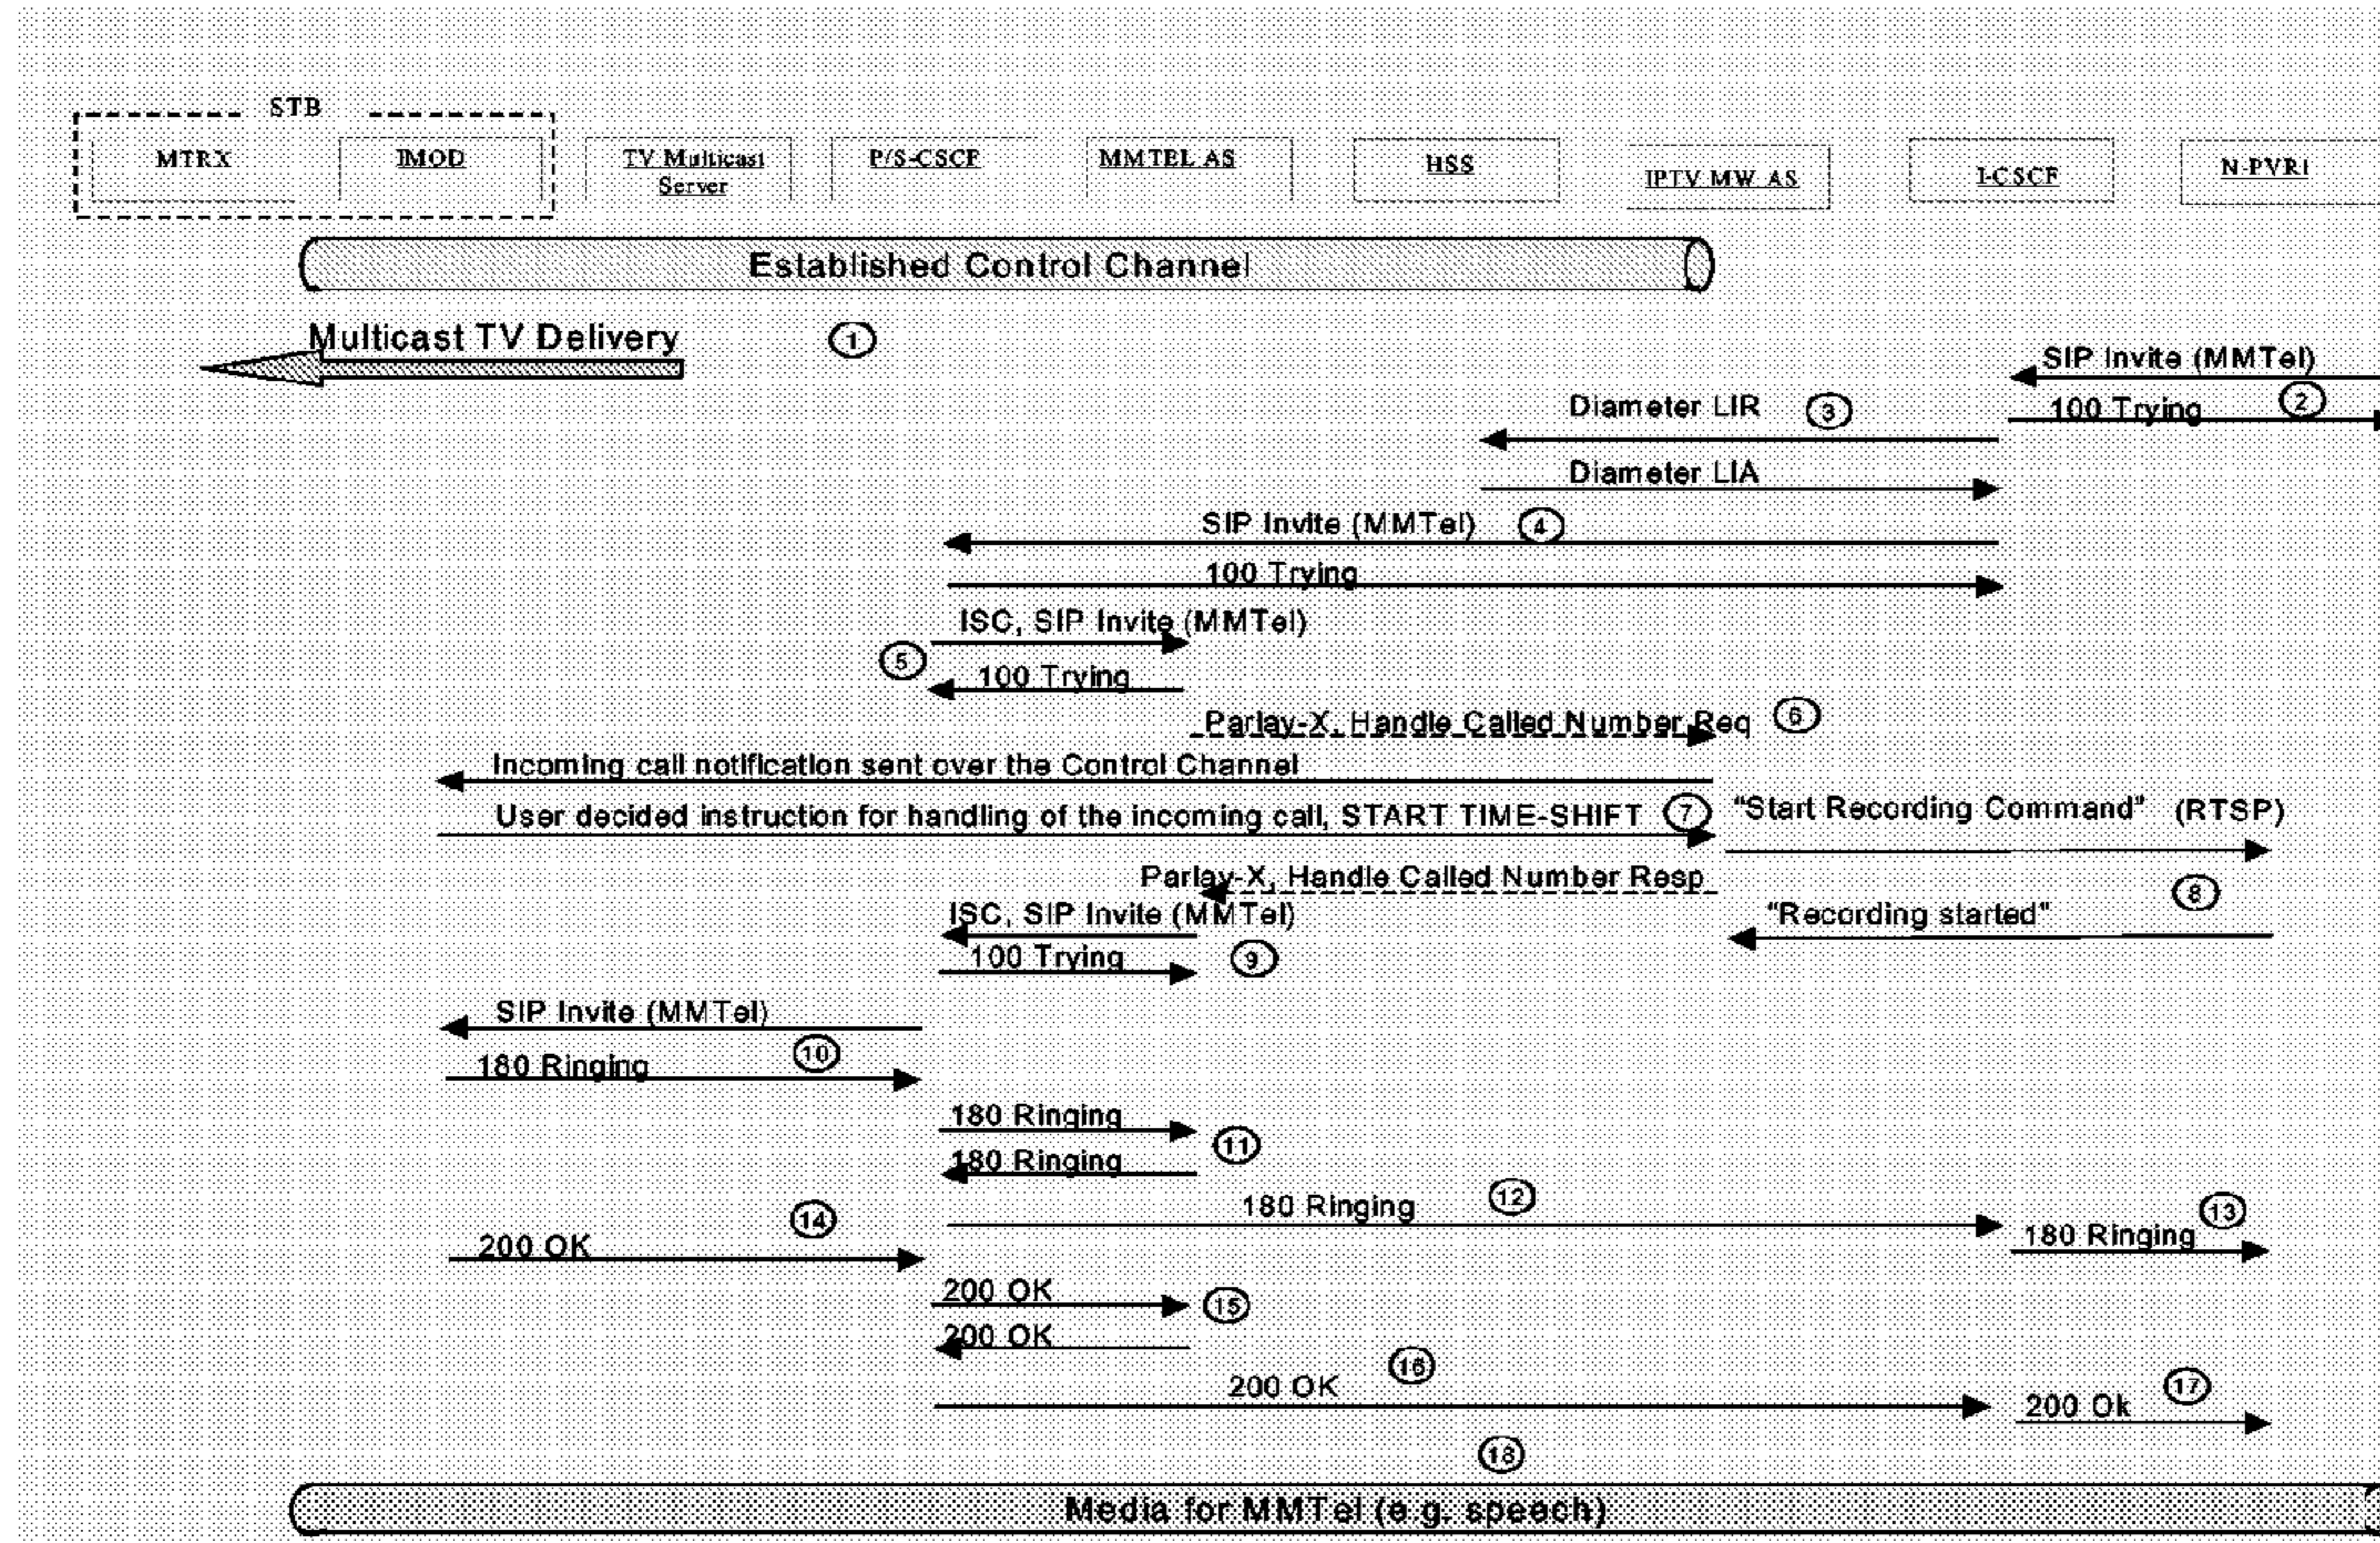 STB
MTRX
IMOD
TV Multicast
Server
P/S-CSCF
MMTEL AS
HSS
IPTV MW AS
I-CSCF
N-PVR1
Established Control Channel
Multicast TV Delivery
1
SIP Invite (MMTel)
100 Trying
2
Diameter LIR
3
Diameter LIA
SIP Invite (MMTel)
4
100 Trying
ISC, SIP Invite (MMTel)
5
100 Trying
Parlay-X, Handle Called Number Req
6
Incoming call notification sent over the Control Channel
User decided instruction for handling of the incoming call, START TIME-SHIFT
7
"Start Recording Command" (RTSP)
Parlay-X, Handle Called Number Resp
8
ISC, SIP Invite (MMTel)
"Recording started"
100 Trying
9
SIP Invite (MMTel)
180 Ringing
10
180 Ringing
11
180 Ringing
180 Ringing
12
180 Ringing
13
14
200 OK
200 OK
15
200 OK
16
200 OK
17
200 Ok
18
Media for MMTel (e.g. speech)